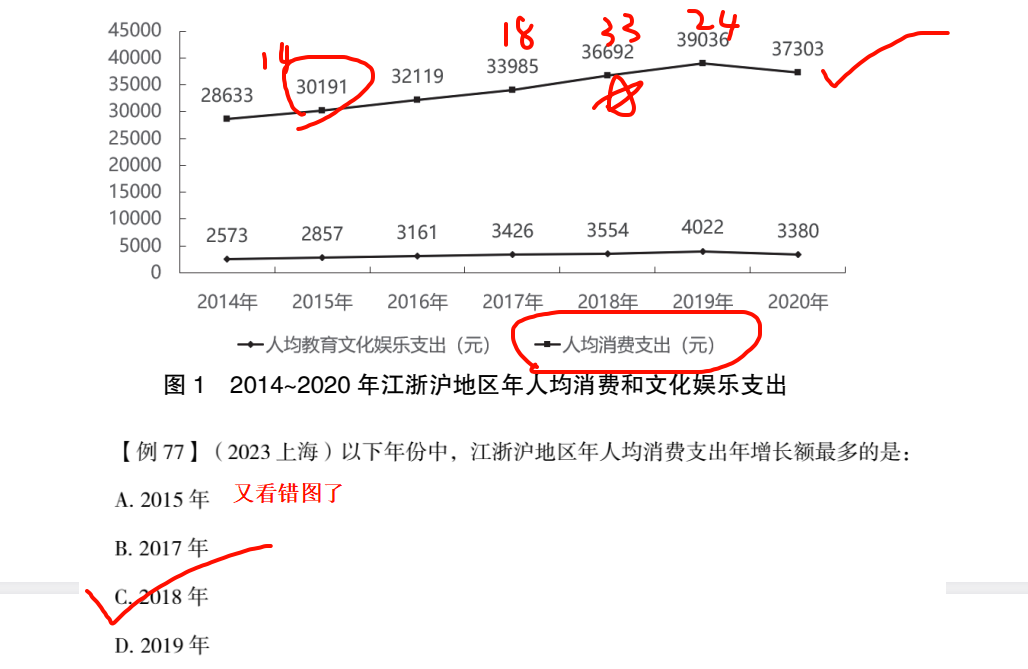 45000
40000
35000
30000
25000
20000
15000
10000
5000
0
14 18 33 24
28633 30191 32119 33985 36692 39036 37303
2573 2857 3161 3426 3554 4022 3380
2014年 2015年 2016年 2017年 2018年 2019年 2020年
人均教育文化娱乐支出（元） 人均消费支出（元）
图 1 2014~2020 年江浙沪地区年人均消费和文化娱乐支出
【例 77】（2023 上海）以下年份中，江浙沪地区年人均消费支出年增长额最多的是：
A. 2015 年 又看错图了
B. 2017 年
C. 2018 年
D. 2019 年